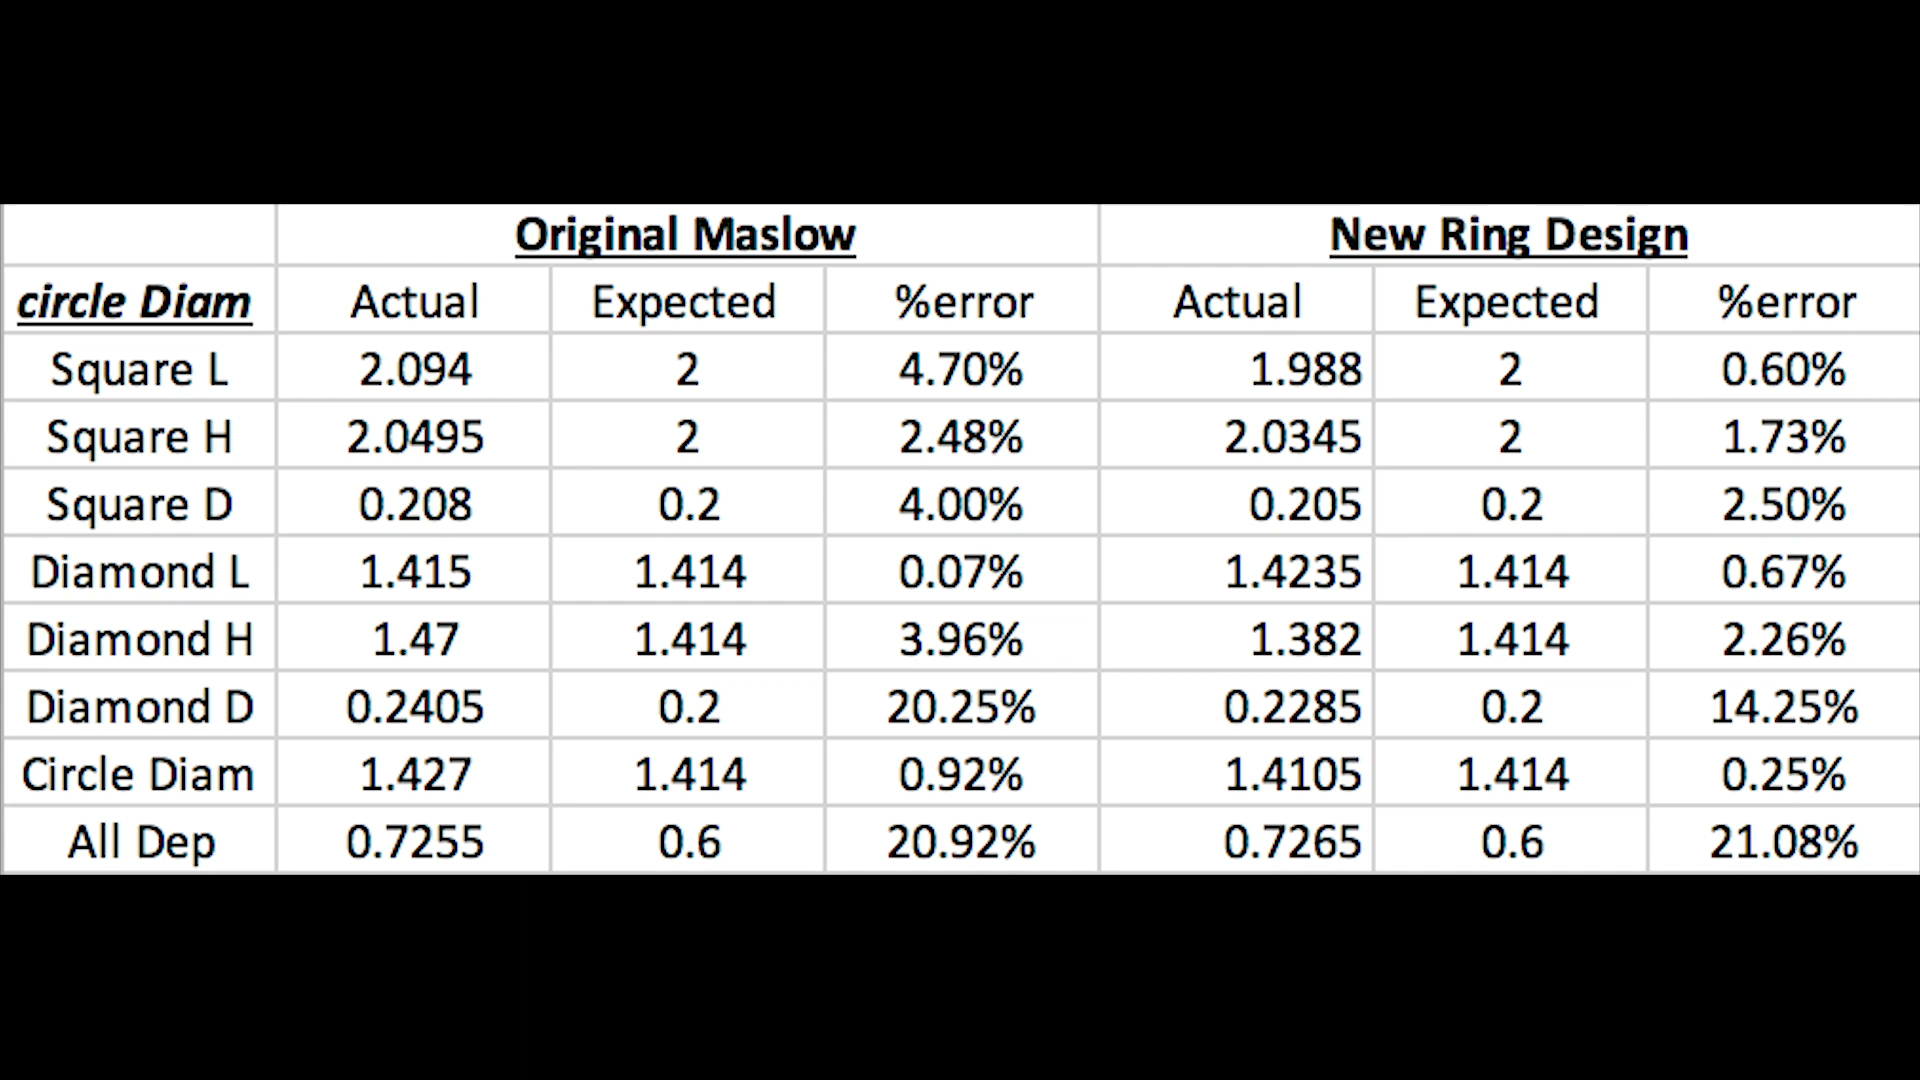 Original Maslow New Ring Design
circle Diam Actual Expected %error Actual Expected %error
Square L 2.094 2 4.70% 1.988 2 0.60%
Square H 2.0495 2 2.48% 2.0345 2 1.73%
Square D 0.208 0.2 4.00% 0.205 0.2 2.50%
Diamond L 1.415 1.414 0.07% 1.4235 1.414 0.67%
Diamond H 1.47 1.414 3.96% 1.382 1.414 2.26%
Diamond D 0.2405 0.2 20.25% 0.2285 0.2 14.25%
Circle Diam 1.427 1.414 0.92% 1.4105 1.414 0.25%
All Dep 0.7255 0.6 20.92% 0.7265 0.6 21.08%